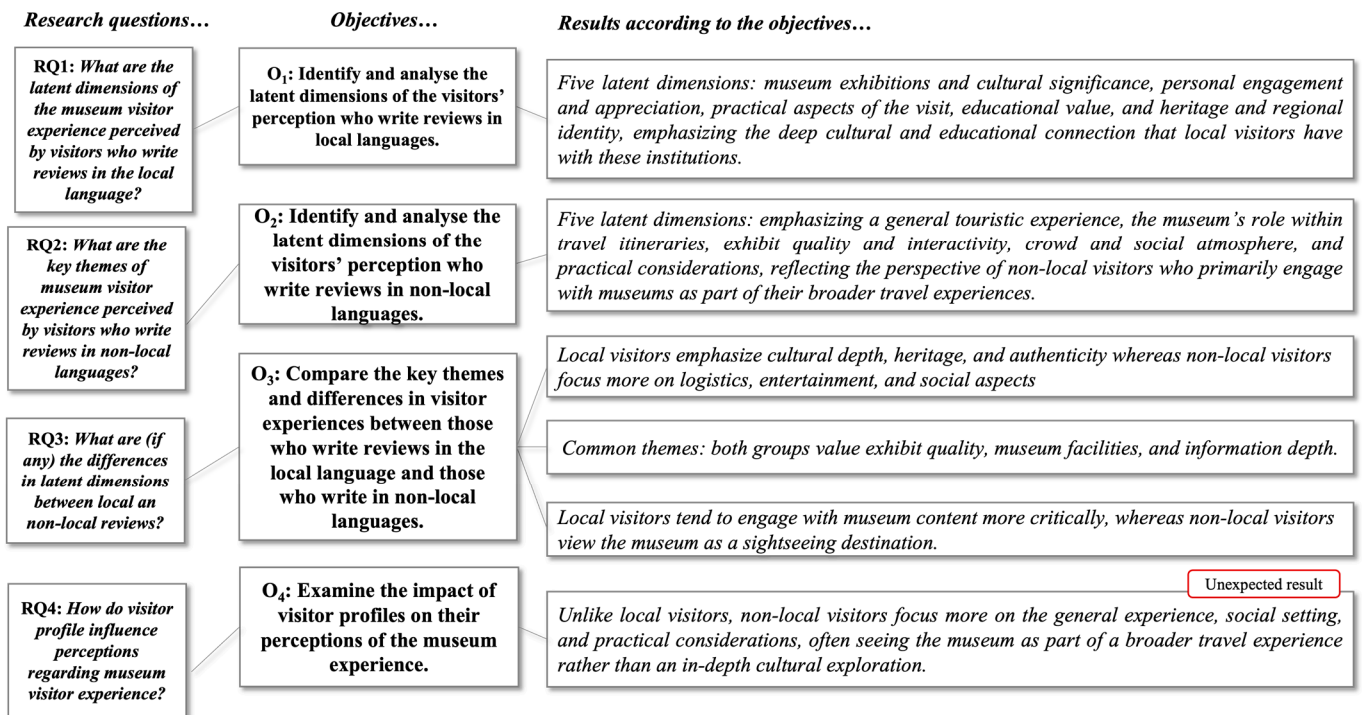 Research questions…
Objectives…
Results according to the objectives…
RQ1: What are the
latent dimensions of
the museum visitor
experience perceived
by visitors who write
reviews in the local
language?
O1: Identify and analyse the
latent dimensions of the visitors’
perception who write reviews in
local languages.
Five latent dimensions: museum exhibitions and cultural significance, personal engagement
and appreciation, practical aspects of the visit, educational value, and heritage and regional
identity, emphasizing the deep cultural and educational connection that local visitors have
with these institutions.
RQ2: What are the
key themes of
museum visitor
experience perceived
by visitors who write
reviews in non-local
languages?
O2: Identify and analyse the
latent dimensions of the
visitors’ perception who
write reviews in non-local
languages.
Five latent dimensions: emphasizing a general touristic experience, the museum’s role within
travel itineraries, exhibit quality and interactivity, crowd and social atmosphere, and
practical considerations, reflecting the perspective of non-local visitors who primarily engage
with museums as part of their broader travel experiences.
RQ3: What are (if
any) the differences
in latent dimensions
between local an
non-local reviews?
O3: Compare the key themes
and differences in visitor
experiences between those
who write reviews in the
local language and those
who write in non-local
languages.
Local visitors emphasize cultural depth, heritage, and authenticity whereas non-local visitors
focus more on logistics, entertainment, and social aspects
Common themes: both groups value exhibit quality, museum facilities, and information depth.
Local visitors tend to engage with museum content more critically, whereas non-local visitors
view the museum as a sightseeing destination.
RQ4: How do visitor
profile influence
perceptions
regarding museum
visitor experience?
O4: Examine the impact of
visitor profiles on their
perceptions of the museum
experience.
Unexpected result
Unlike local visitors, non-local visitors focus more on the general experience, social setting,
and practical considerations, often seeing the museum as part of a broader travel experience
rather than an in-depth cultural exploration.